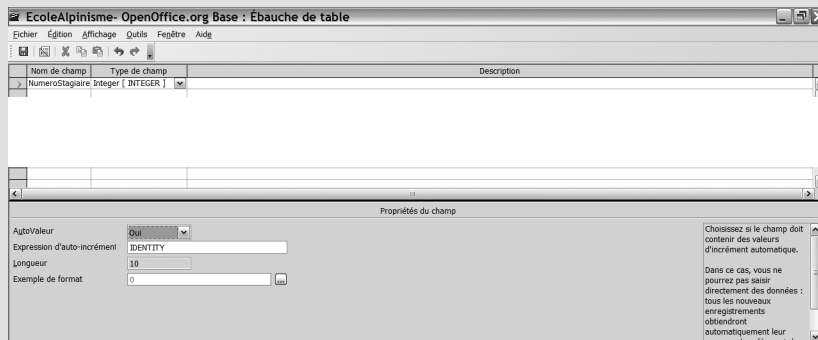 EcoleAlpinisme- OpenOffice.org Base : Ébauche de table
Fichier Édition Affichage Outils Fenêtre Aide
Nom de champ Type de champ Description
NumeroStagiaire Integer [ INTEGER ]
Propriétés du champ
AutoValeur Oui
Expression d'auto-incrément IDENTITY
Longueur 10
Exemple de format 0 ...
Choisissez si le champ doit
contenir des valeurs
d'incrément automatique.
Dans ce cas, vous ne
pourrez pas saisir
directement des données :
tous les nouveaux
enregistrements
obtiendront
automatiquement leur